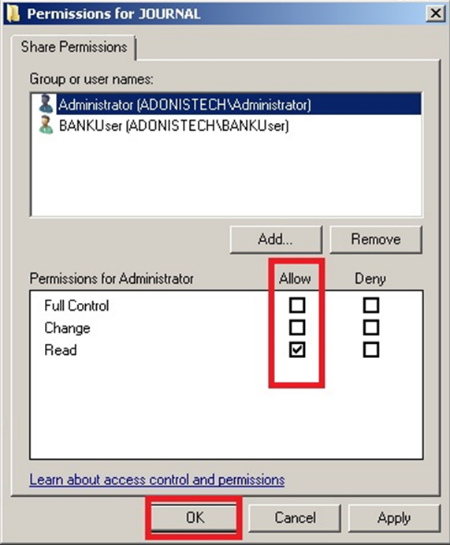 Permissions for JOURNAL
Share Permissions
Group or user names:
Administrator (ADONISTECH\Administrator)
BANKUser (ADONISTECH\BANKUser)
Add... Remove
Permissions for Administrator Allow Deny
Full Control
Change
Read
Learn about access control and permissions
OK Cancel Apply